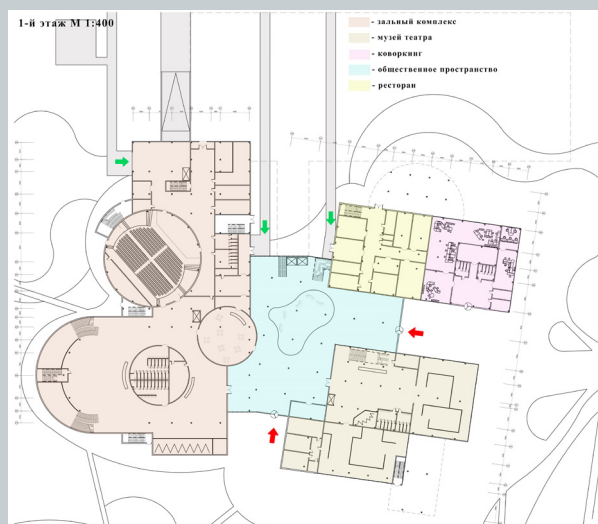 1-й этаж М 1:400
- зальный комплекс
- музей театра
- коворкинг
- общественное пространство
- ресторан